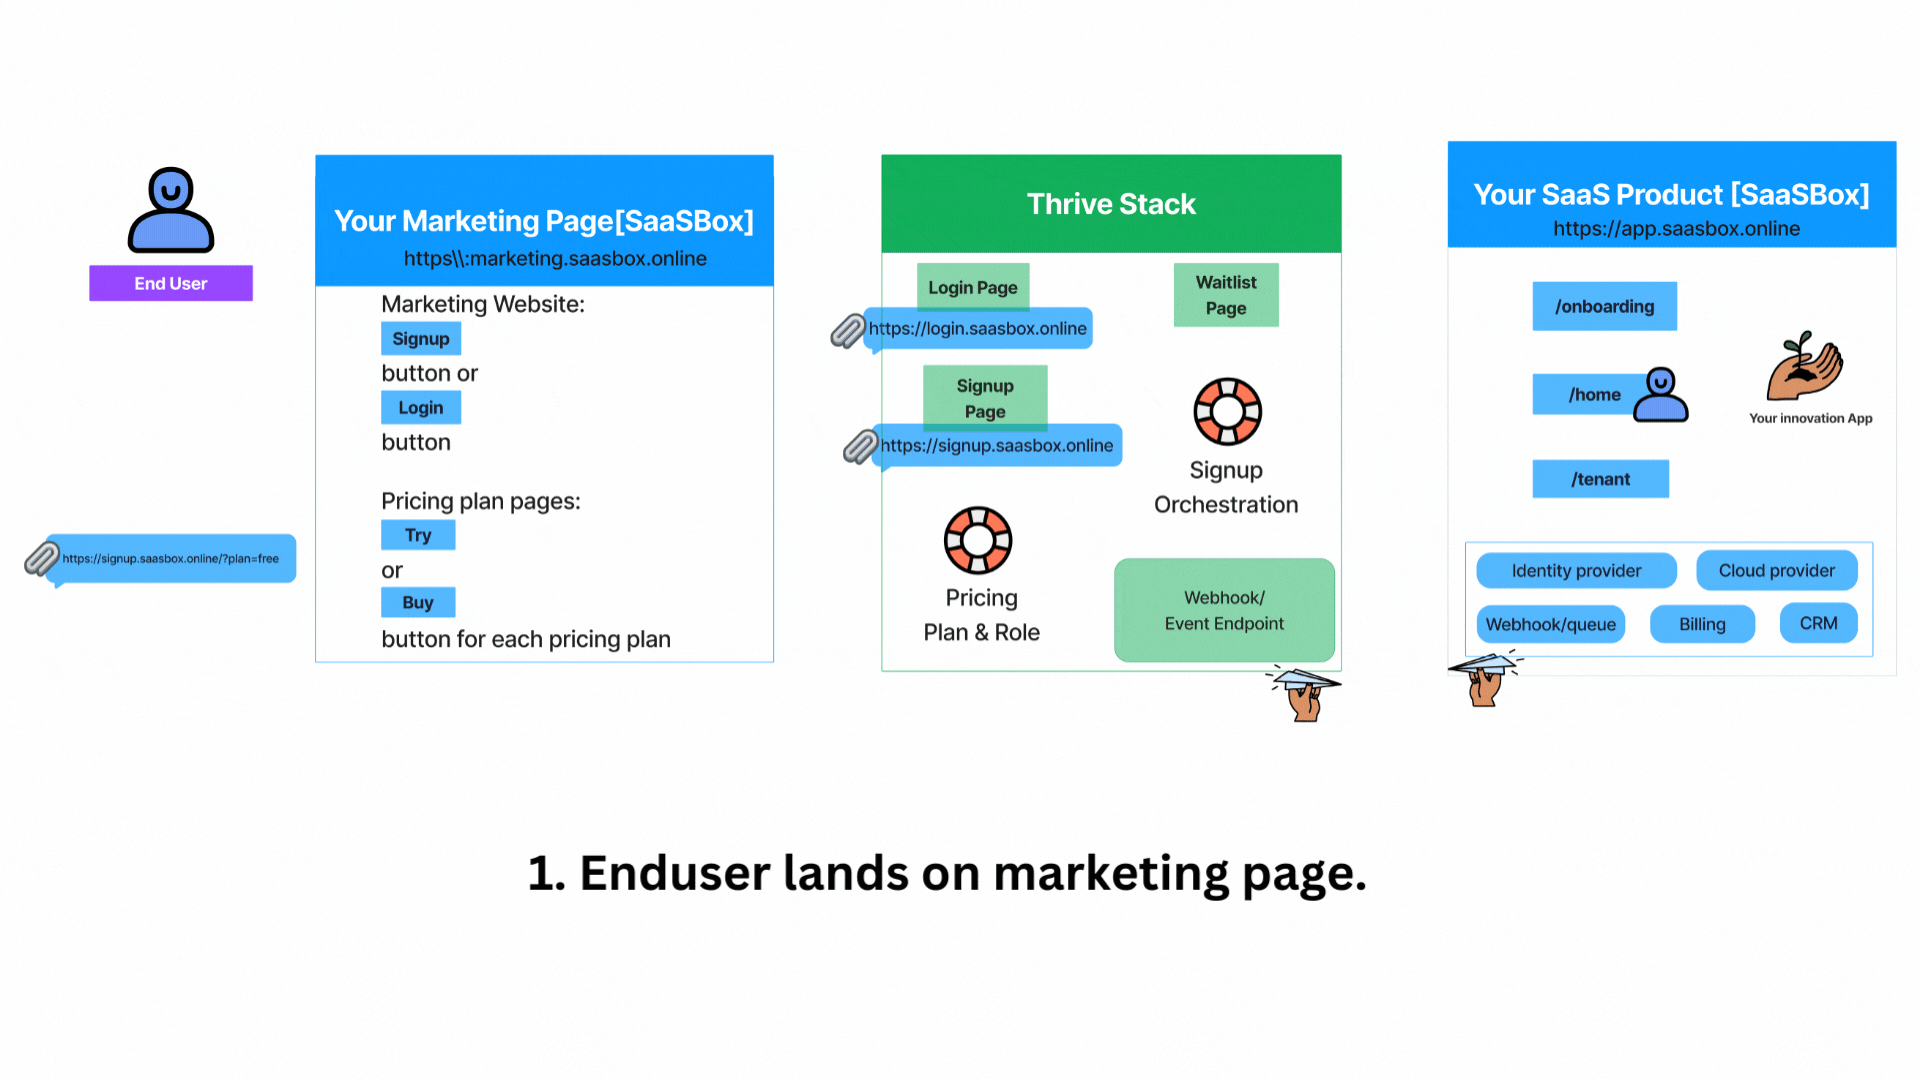 End User
https://signup.saasbox.online/?plan=free
Your Marketing Page[SaaSBox]
https\\:marketing.saasbox.online
Marketing Website:
Signup
button or
Login
button
Pricing plan pages:
Try
or
Buy
button for each pricing plan
Thrive Stack
Login Page
https://login.saasbox.online
Waitlist
Page
Signup
Page
https://signup.saasbox.online
Signup
Orchestration
Pricing
Plan & Role
Webhook/
Event Endpoint
Your SaaS Product [SaaSBox]
https://app.saasbox.online
/onboarding
/home
Your innovation App
/tenant
Identity provider
Cloud provider
Webhook/queue
Billing
CRM
1. Enduser lands on marketing page.